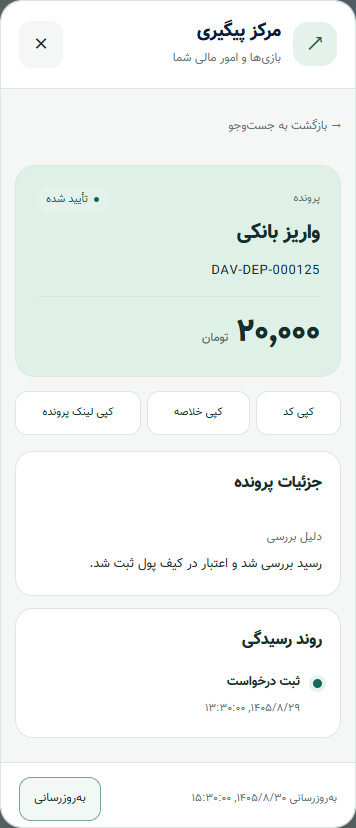 مرکز پیگیری
بازی‌ها و امور مالی شما
→ بازگشت به جست‌وجو
پرونده
تأیید شده
واریز بانکی
DAV-DEP-000125
۲۰,۰۰۰ تومان
کپی کد
کپی خلاصه
کپی لینک پرونده
جزئیات پرونده
دلیل بررسی
رسید بررسی شد و اعتبار در کیف پول ثبت شد.
روند رسیدگی
ثبت درخواست
۱۴۰۵/۸/۲۹, ۱۳:۳۰:۰۰
به‌روزرسانی ۱۴۰۵/۸/۳۰, ۱۵:۳۰:۰۰
به‌روزرسانی